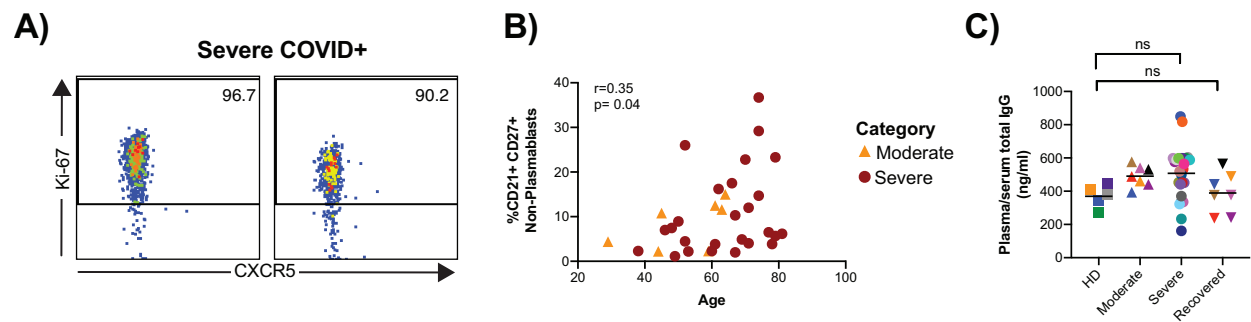 A)
Severe COVID+
96.7
90.2
Ki-67
CXCR5
B)
r=0.35
p= 0.04
%CD21+ CD27+
Non-Plasmablasts
40
30
20
10
0
20
40
60
80
100
Age
Category
Moderate
Severe
C)
ns
ns
Plasma/serum total IgG
(ng/ml)
1000
800
600
400
200
0
HD
Moderate
Severe
Recovered